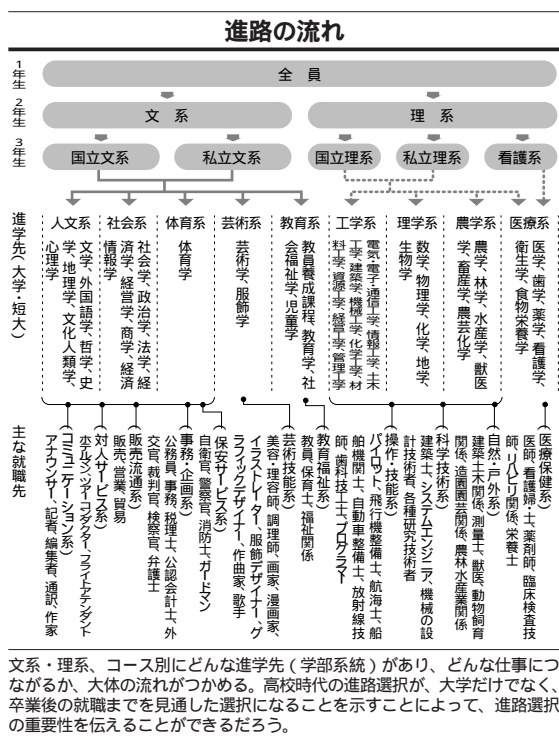 進路の流れ
1年生
全 員
2年生
文 系
理 系
3年生
国立文系
私立文系
国立理系
私立理系
看護系
進学先(大学・短大)
人文系
文学、外国語学、哲学、史
学、地理学、文化人類学、
心理学
社会系
社会学、政治学、法学、経
済学、経営学、商学、経済
情報学
体育系
体育学
芸術系
芸術学、服飾学
教育系
教員養成課程、教育学、社
会福祉学、児童学
工学系
電気・電子・通信工学、情報工学、土木
工学、建築学、機械工学、化学工学、材
料工学、資源工学、経営工学、管理工学
理学系
数学、物理学、化学、地学、
生物学
農学系
農学、林学、水産学、獣医
学、畜産学、農芸化学
医療系
医学、歯学、薬学、看護学、
衛生学、食物栄養学
主な就職先
(コミュニケーション系)
アナウンサー、記者、編集者、通訳、作家
(対人サービス系)
ホテルマン、ツアーコンダクター、フライトアテンダント
(販売流通系)
販売、営業、貿易
(事務・企画系)
公務員、事務、税理士、公認会計士、外
交官、裁判官、検察官、弁護士
(保安サービス系)
自衛官、警察官、消防士、ガードマン
(芸術技能系)
美容・理容師、調理師、画家、漫画家、
イラストレーター、服飾デザイナー、グ
ラフィックデザイナー、作曲家、歌手
(教育福祉系)
教員、保育士、福祉関係
(操作・技能系)
パイロット、飛行機整備士、航海士、船
舶機関士、自動車整備士、放射線技
師、歯科技工士、プログラマー
(科学技術系)
建築士、システムエンジニア、機械の設
計技術者、各種研究技術者
(自然・戸外系)
建築土木関係、測量士、獣医、動物飼育
関係、造園園芸関係、農林水産業関係
(医療保健系)
医師、看護婦・士、薬剤師、臨床検査技
師、リハビリ関係、栄養士
文系・理系、コース別にどんな進学先(学部系統)があり、どんな仕事につ
ながるか、大体の流れがつかめる。高校時代の進路選択が、大学だけでなく、
卒業後の就職までを見通した選択になることを示すことによって、進路選択
の重要性を伝えることができるだろう。